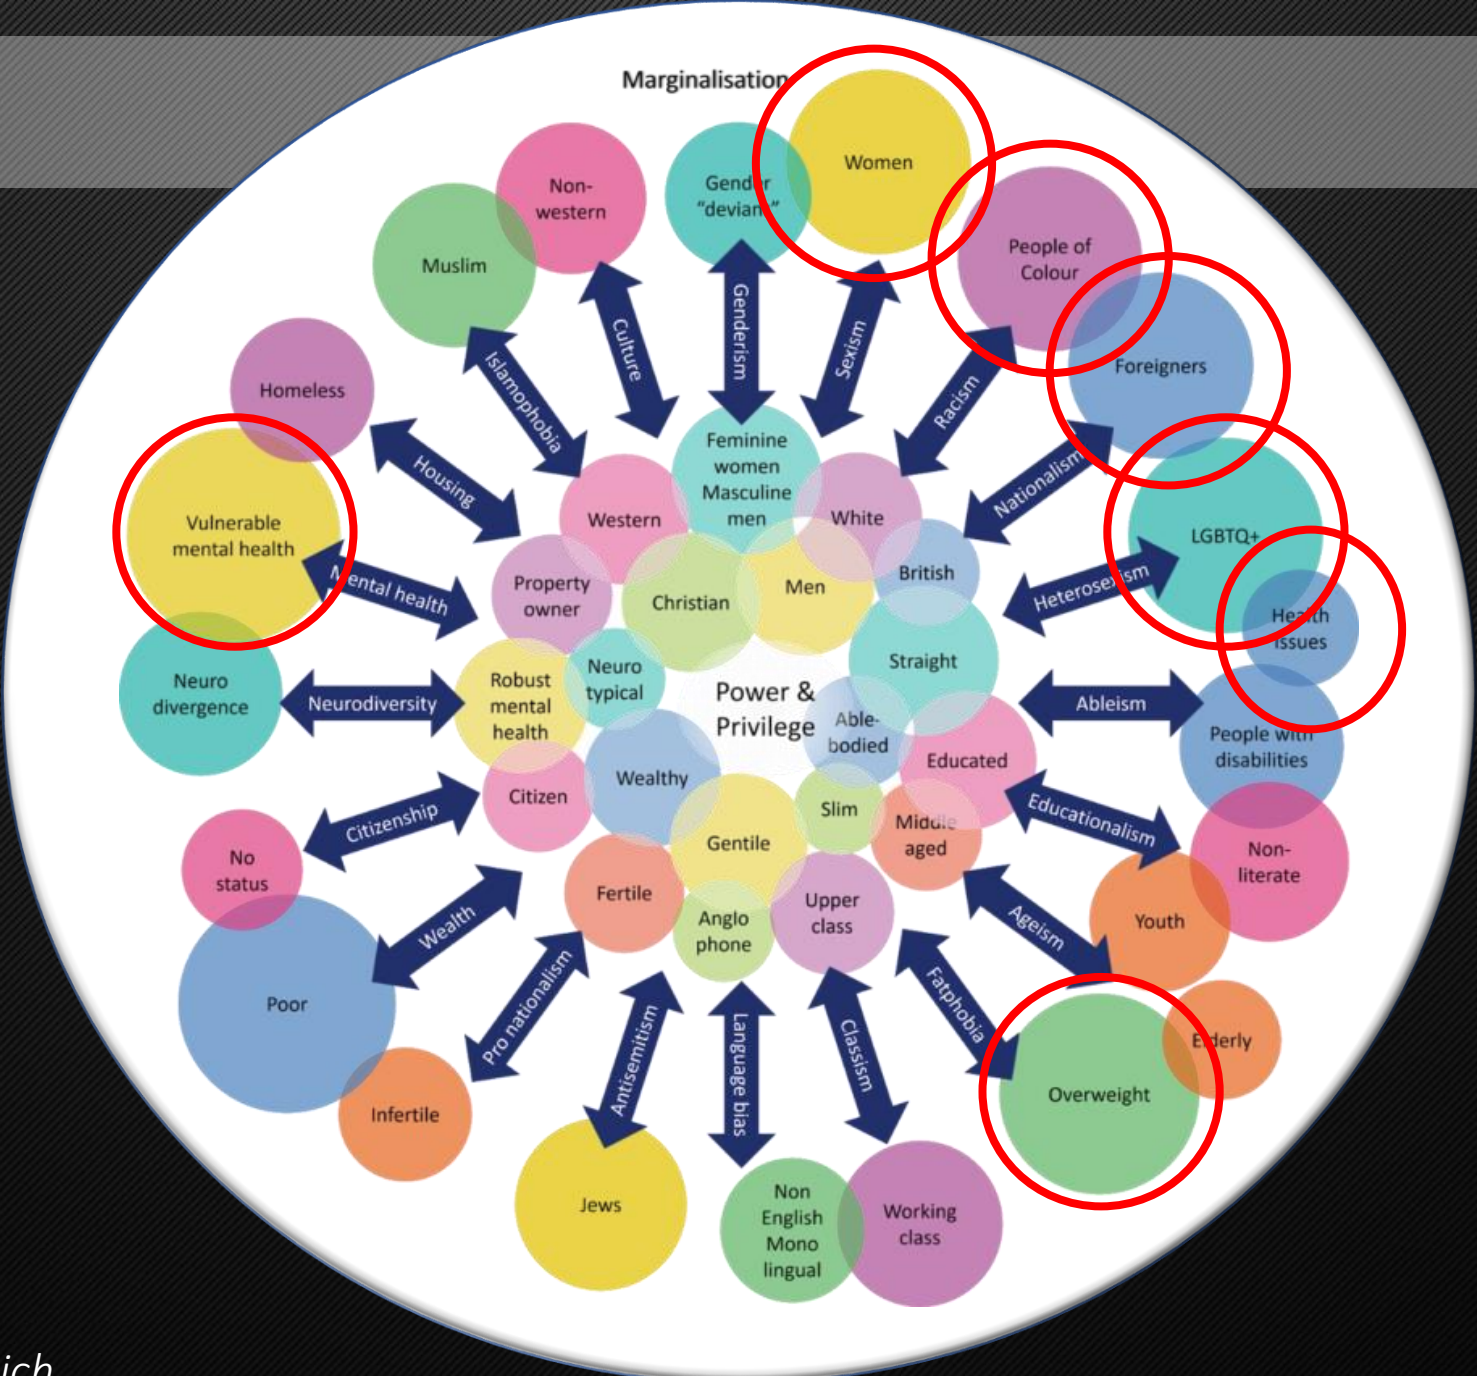 Marginalisation
Women
Gender
"deviant"
Non-
western
Muslim
People of
Colour
Foreigners
Homeless
LGBTQ+
Vulnerable
mental health
Health
issues
Neuro
divergence
People with
disabilities
No
status
Non-
literate
Youth
Poor
Elderly
Overweight
Infertile
Jews
Non
English
Mono
lingual
Working
class
Genderism
Sexism
Racism
Nationalism
Heterosexism
Ableism
Educationalism
Ageism
Fatphobia
Classism
Language bias
Antisemitism
Pro nationalism
Wealth
Citizenship
Neurodiversity
Mental health
Housing
Islamophobia
Culture
Feminine
women
Masculine
men
Western
White
Property
owner
Christian
Men
British
Neuro
typical
Straight
Robust
mental
health
Power &
Privilege
Able-
bodied
Educated
Citizen
Wealthy
Slim
Middle
aged
Gentile
Fertile
Upper
class
Anglo
phone